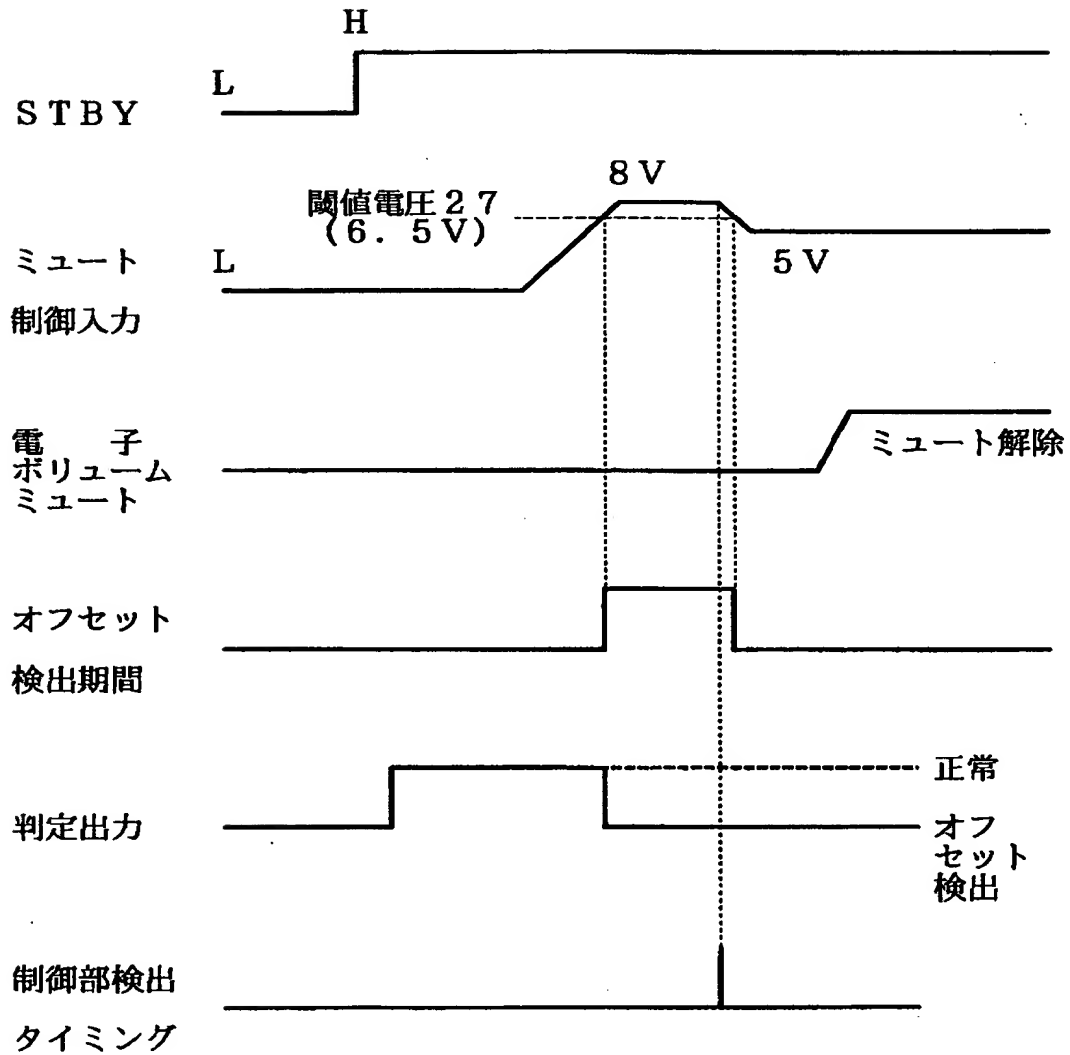 H
L
STBY
8V
閾値電圧27
(6.5V)
ミュート
L
5V
制御入力
電子
ボリューム
ミュート
ミュート解除
オフセット
検出期間
正常
判定出力
オフ
セット
検出
制御部検出
タイミング